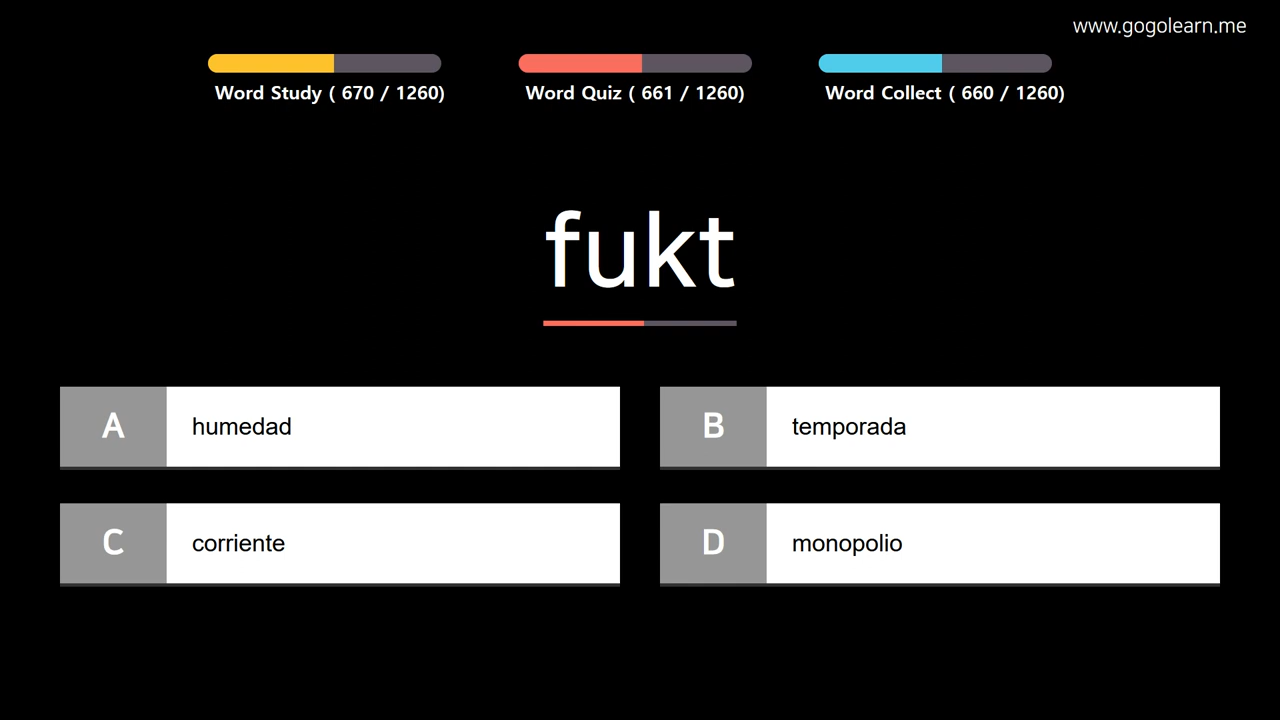 www.gogolearn.me
Word Study ( 670 / 1260)
Word Quiz ( 661 / 1260)
Word Collect ( 660 / 1260)
fukt
A humedad
B temporada
C corriente
D monopolio